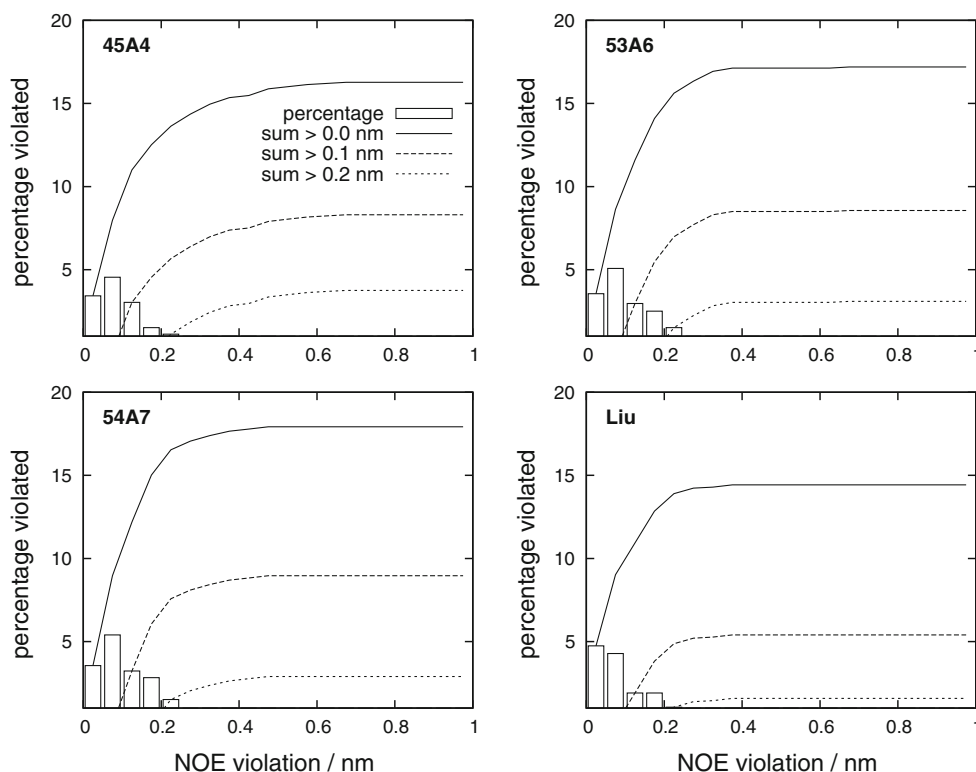 45A4
percentage violated
20
15
10
5
percentage
sum > 0.0 nm
sum > 0.1 nm
sum > 0.2 nm
0 0.2 0.4 0.6 0.8 1
53A6
percentage violated
20
15
10
5
0 0.2 0.4 0.6 0.8 1
54A7
percentage violated
20
15
10
5
0 0.2 0.4 0.6 0.8 1
NOE violation / nm
Liu
percentage violated
20
15
10
5
0 0.2 0.4 0.6 0.8 1
NOE violation / nm